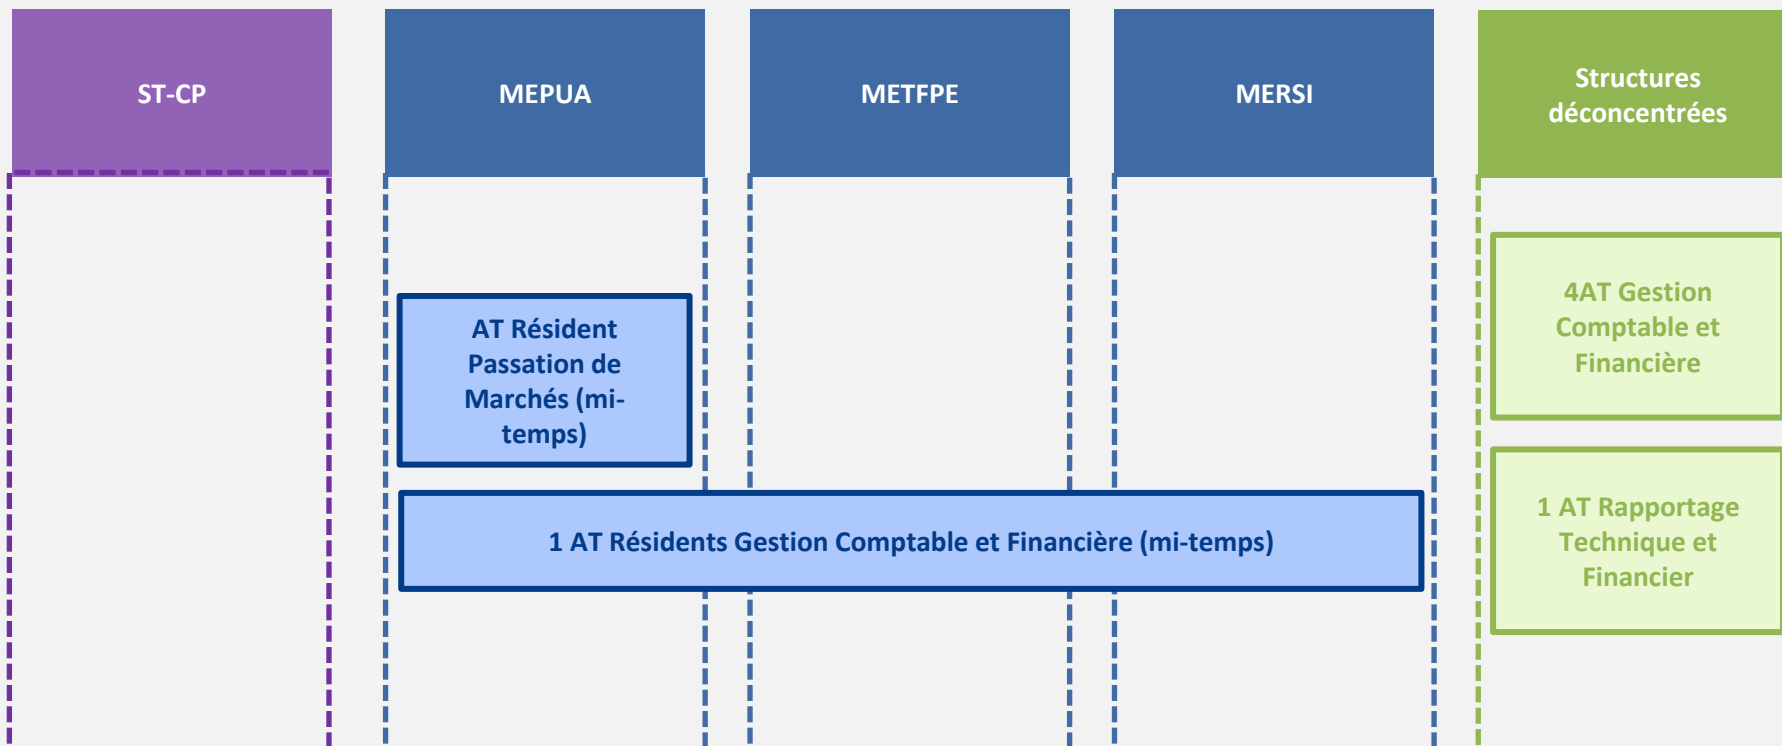 ST-CP
MEPUA
METFPE
MERSI
Structures
déconcentrées
AT Résident
Passation de
Marchés (mi-
temps)
1 AT Résidents Gestion Comptable et Financière (mi-temps)
4AT Gestion
Comptable et
Financière
1 AT Rapportage
Technique et
Financier